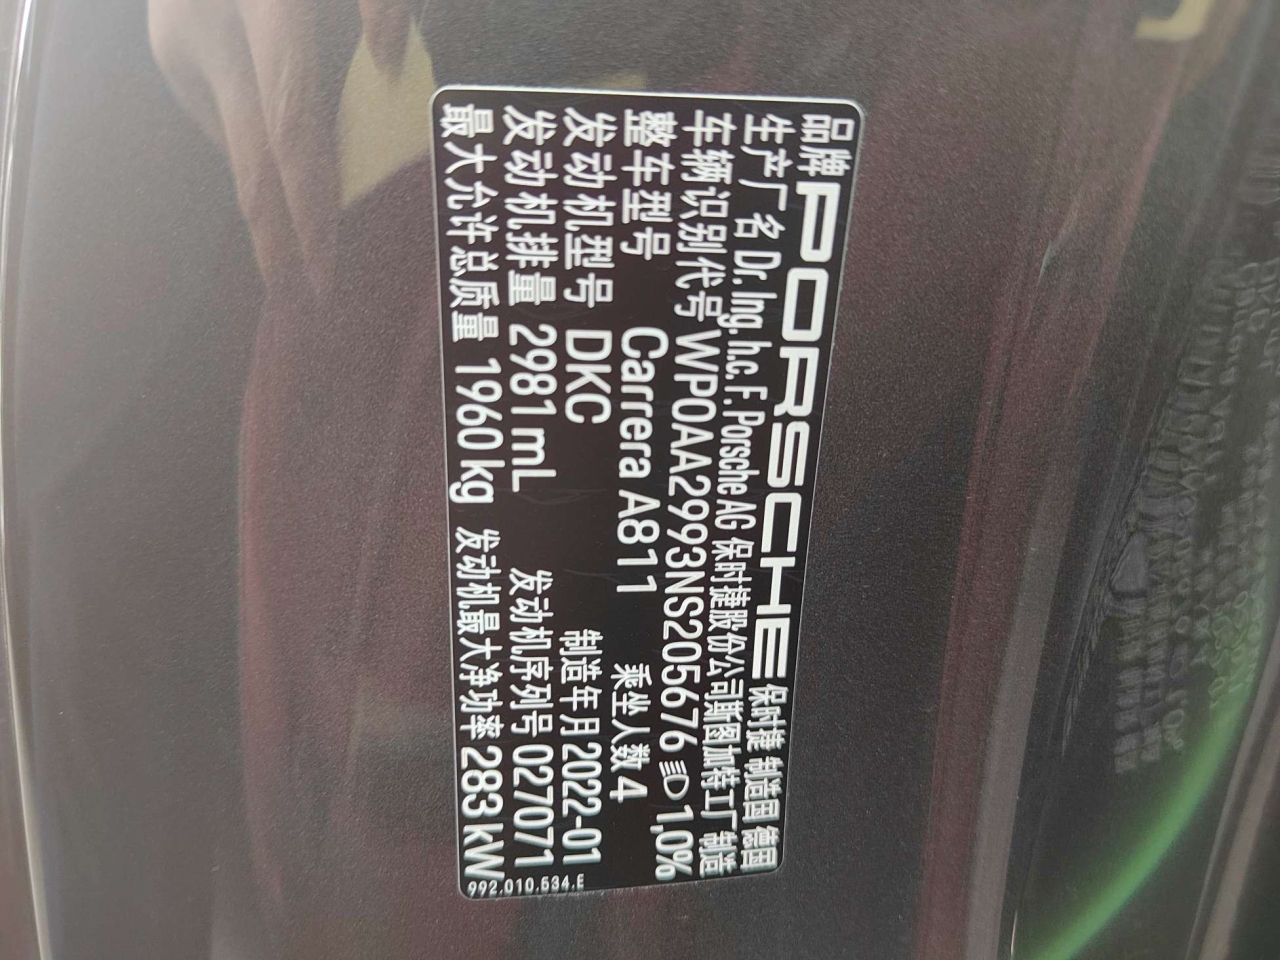 品牌 PORSCHE 保时捷 制造国 德国
生产厂名 Dr. Ing. h.c. F. Porsche AG 保时捷股份公司斯图加特工厂制造
车辆识别代号 WP0AA2993NS205676 1,0%
整车型号 Carrera A811 乘坐人数 4
发动机型号 DKC 制造年月 2022-01
发动机排量 2981 mL 发动机序列号 027071
最大允许总质量 1960 kg 发动机最大净功率 283 kW
992.010.534.E